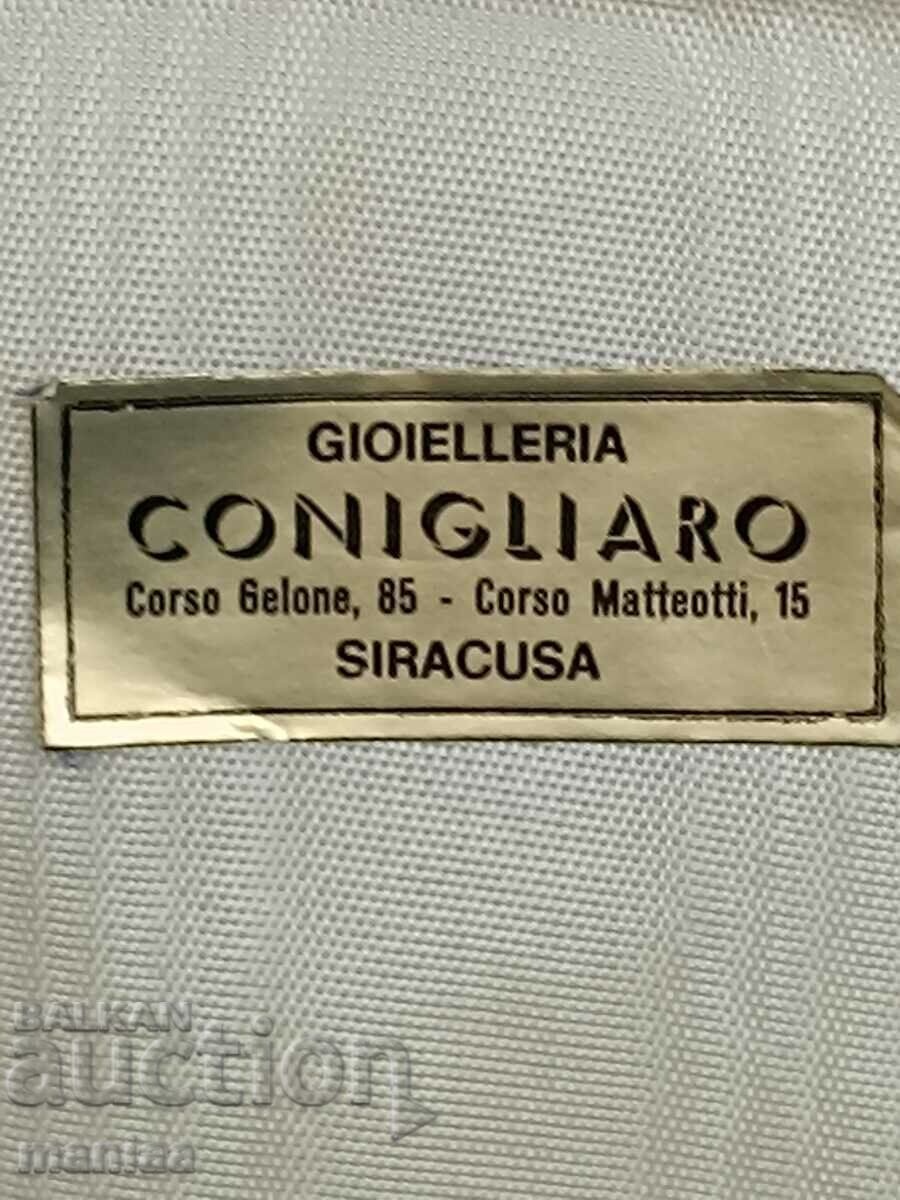 GIOIELLERIA
CONIGLIARO
Corso Gelone, 85 - Corso Matteotti, 15
SIRACUSA
BALKAN
auction
maniaa